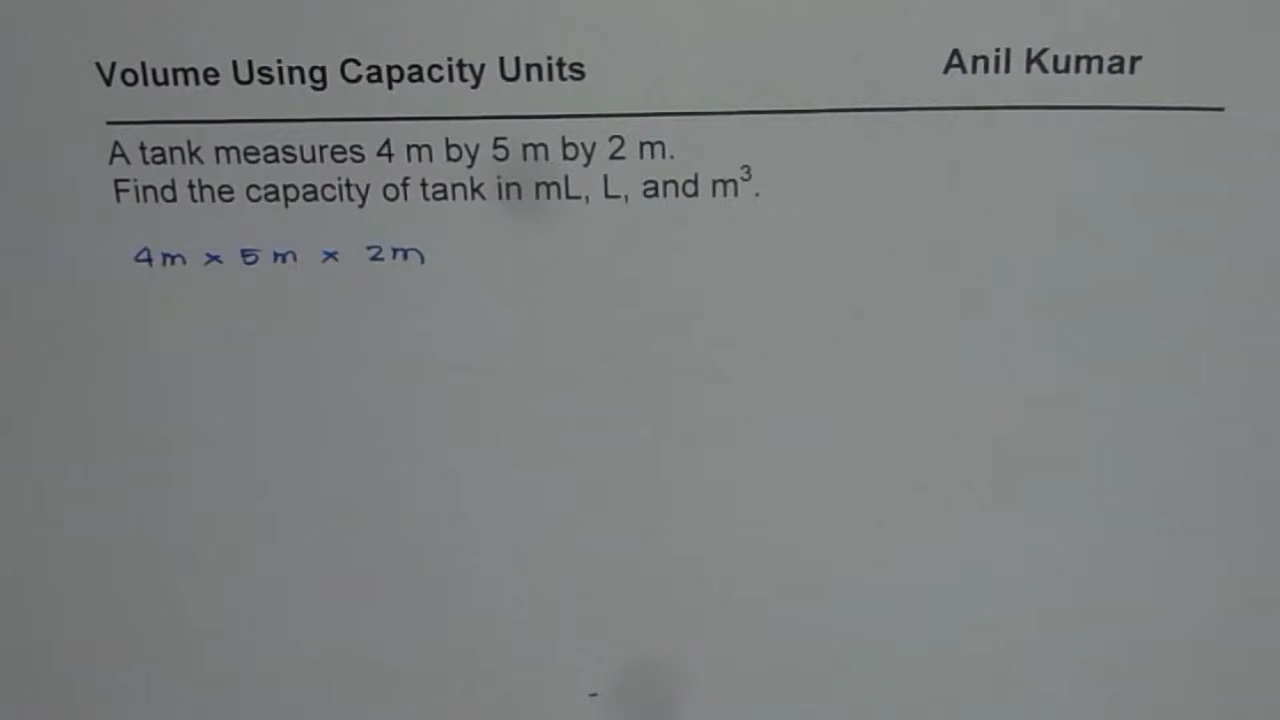 Volume Using Capacity Units Anil Kumar
A tank measures 4 m by 5 m by 2 m.
Find the capacity of tank in mL, L, and m³.
4m × 5m × 2m